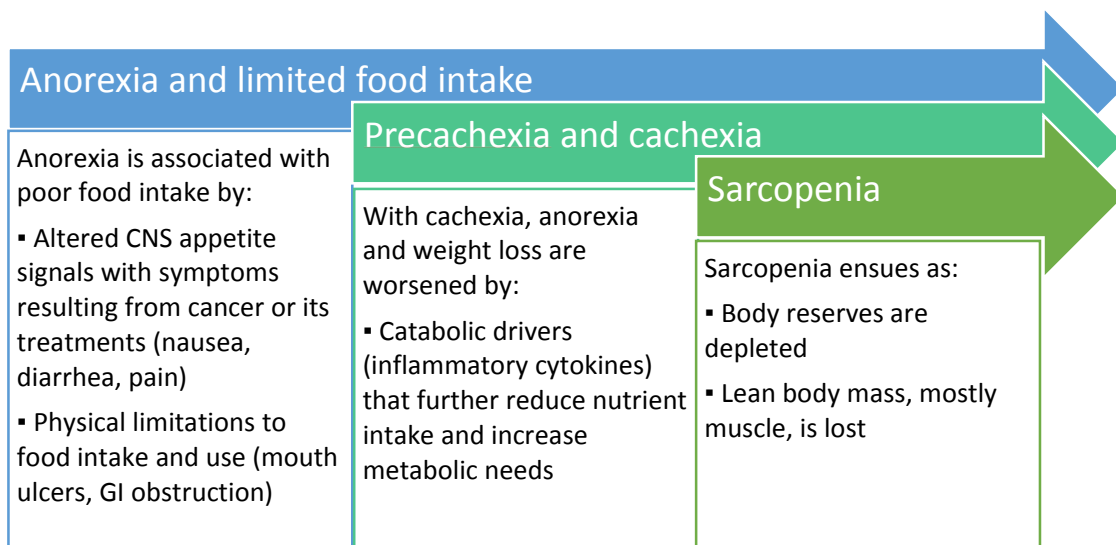 Anorexia and limited food intake
Anorexia is associated with
poor food intake by:
▪ Altered CNS appetite
signals with symptoms
resulting from cancer or its
treatments (nausea,
diarrhea, pain)
▪ Physical limitations to
food intake and use (mouth
ulcers, GI obstruction)
Precachexia and cachexia
With cachexia, anorexia
and weight loss are
worsened by:
▪ Catabolic drivers
(inflammatory cytokines)
that further reduce nutrient
intake and increase
metabolic needs
Sarcopenia
Sarcopenia ensues as:
▪ Body reserves are
depleted
▪ Lean body mass, mostly
muscle, is lost